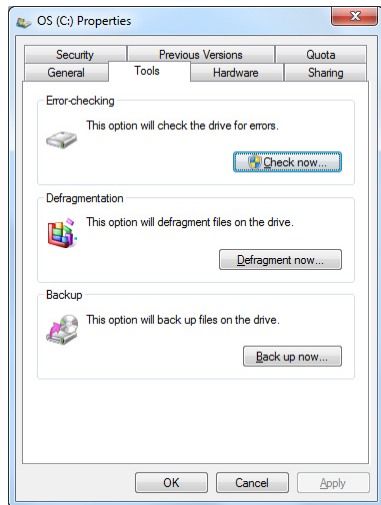 OS (C:) Properties
Security Previous Versions Quota
General Tools Hardware Sharing
Error-checking
This option will check the drive for errors.
Check now...
Defragmentation
This option will defragment files on the drive.
Defragment now...
Backup
This option will back up files on the drive.
Back up now...
OK Cancel Apply